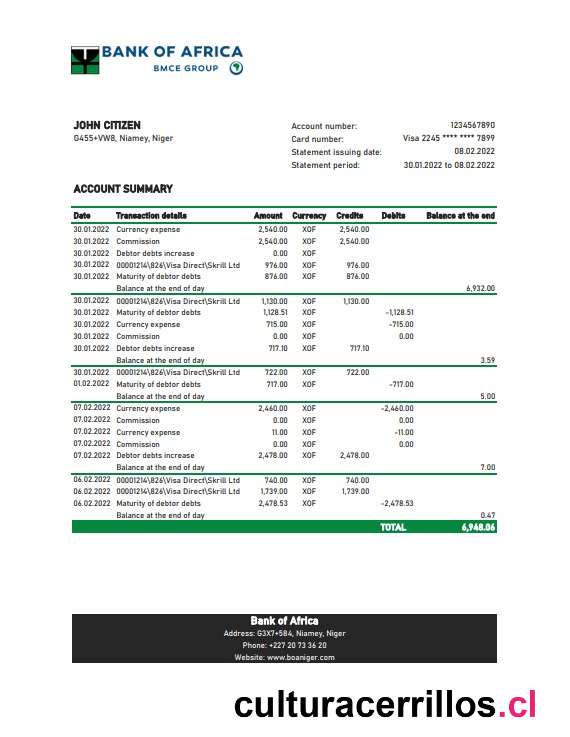 BANK OF AFRICA
BMCE GROUP
JOHN CITIZEN
G455+VW8, Niamey, Niger
Account number: 1234567890
Card number: Visa 2245 **** **** 7899
Statement issuing date: 08.02.2022
Statement period: 30.01.2022 to 08.02.2022
ACCOUNT SUMMARY
Date Transaction details Amount Currency Credits Debits Balance at the end
30.01.2022 Currency expense 2,540.00 XOF 2,540.00
30.01.2022 Commission 2,540.00 XOF 2,540.00
30.01.2022 Debtor debts increase 0.00 XOF
30.01.2022 00001214\826\Visa Direct\Skrill Ltd 976.00 XOF 976.00
30.01.2022 Maturity of debtor debts 876.00 XOF 876.00
Balance at the end of day 6,932.00
30.01.2022 00001214\826\Visa Direct\Skrill Ltd 1,130.00 XOF 1,130.00
30.01.2022 Maturity of debtor debts 1,128.51 XOF -1,128.51
30.01.2022 Currency expense 715.00 XOF -715.00
30.01.2022 Commission 0.00 XOF 0.00
30.01.2022 Debtor debts increase 717.10 XOF 717.10
Balance at the end of day 3.59
30.01.2022 00001214\826\Visa Direct\Skrill Ltd 722.00 XOF 722.00
01.02.2022 Maturity of debtor debts 717.00 XOF -717.00
Balance at the end of day 5.00
07.02.2022 Currency expense 2,460.00 XOF -2,460.00
07.02.2022 Commission 0.00 XOF 0.00
07.02.2022 Currency expense 11.00 XOF -11.00
07.02.2022 Commission 0.00 XOF 0.00
07.02.2022 Debtor debts increase 2,478.00 XOF 2,478.00
Balance at the end of day 7.00
06.02.2022 00001214\826\Visa Direct\Skrill Ltd 740.00 XOF 740.00
06.02.2022 00001214\826\Visa Direct\Skrill Ltd 1,739.00 XOF 1,739.00
06.02.2022 Maturity of debtor debts 2,478.53 XOF -2,478.53
Balance at the end of day 0.47
TOTAL 6,948.06
Bank of Africa
Address: G3X7+584, Niamey, Niger
Phone: +227 20 73 36 20
Website: www.boaniger.com
culturacerrillos.cl